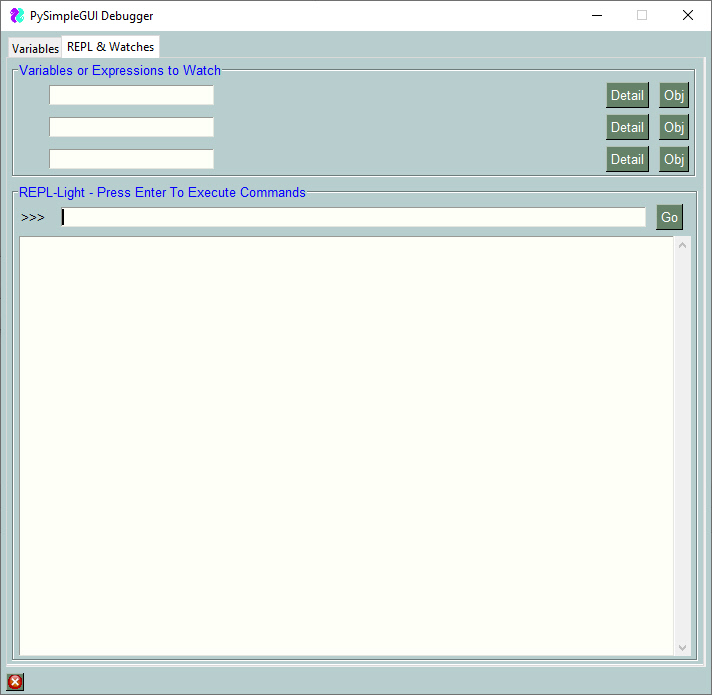 PySimpleGUI Debugger
Variables REPL & Watches
Variables or Expressions to Watch
Detail Obj
Detail Obj
Detail Obj
REPL-Light - Press Enter To Execute Commands
>>> Go